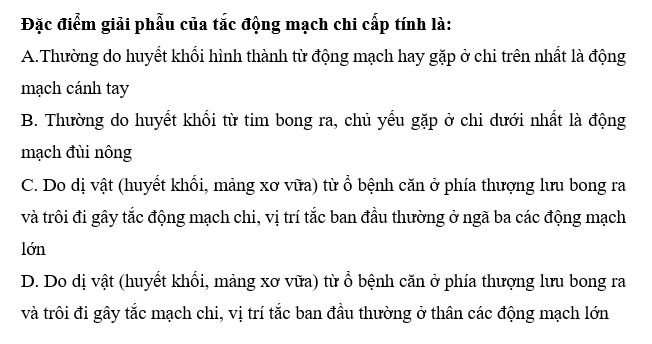 Đặc điểm giải phẫu của tắc động mạch chi cấp tính là:
A.Thường do huyết khối hình thành từ động mạch hay gặp ở chi trên nhất là động
mạch cánh tay
B. Thường do huyết khối từ tim bong ra, chủ yếu gặp ở chi dưới nhất là động
mạch đùi nông
C. Do dị vật (huyết khối, mảng xơ vữa) từ ổ bệnh căn ở phía thượng lưu bong ra
và trôi đi gây tắc động mạch chi, vị trí tắc ban đầu thường ở ngã ba các động mạch
lớn
D. Do dị vật (huyết khối, mảng xơ vữa) từ ổ bệnh căn ở phía thượng lưu bong ra
và trôi đi gây tắc mạch chi, vị trí tắc ban đầu thường ở thân các động mạch lớn